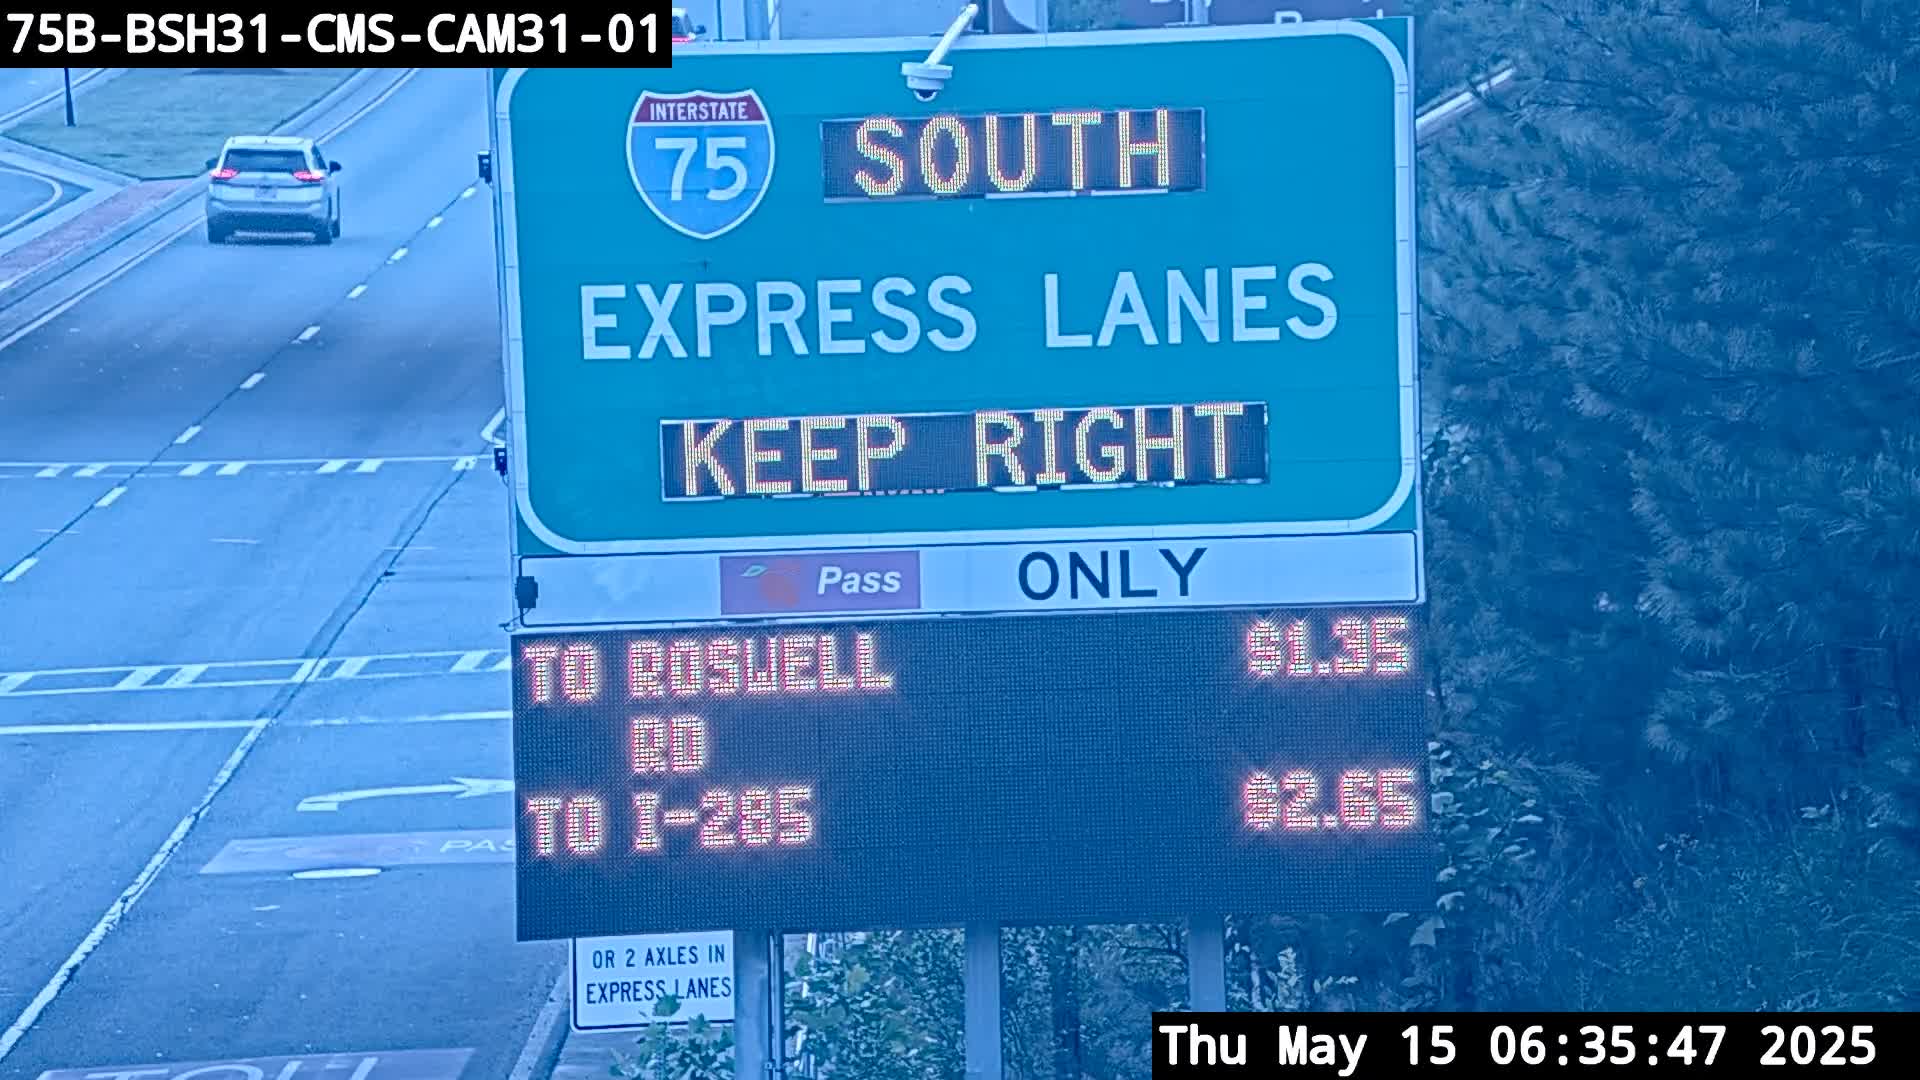 75B-BSH31-CMS-CAM31-01
INTERSTATE
75
SOUTH
EXPRESS LANES
KEEP RIGHT
Pass ONLY
TO ROSWELL $1.35
RD
TO I-285 $2.65
OR 2 AXLES IN
EXPRESS LANES
Thu May 15 06:35:47 2025